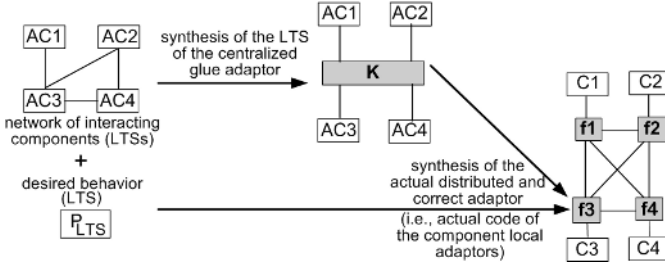 AC1
AC2
AC3
AC4
network of interacting
components (LTSs)
+
desired behavior
(LTS)
PLTS
synthesis of the LTS
of the centralized
glue adaptor
AC1
AC2
K
AC3
AC4
synthesis of the
actual distributed and
correct adaptor
(i.e., actual code of
the component local
adaptors)
C1
C2
f1
f2
f3
f4
C3
C4